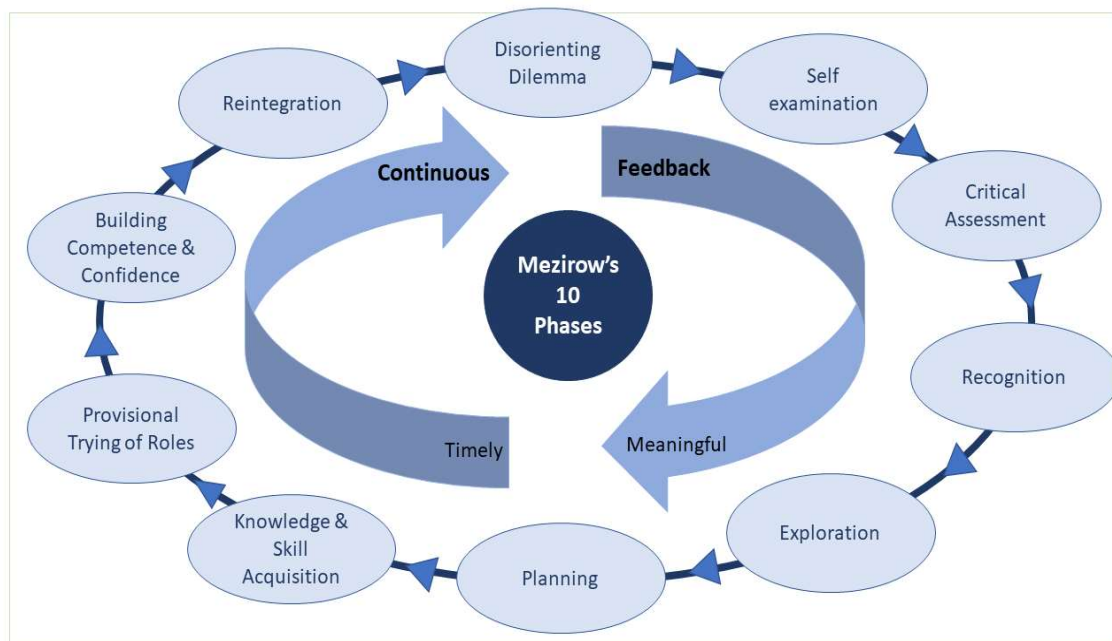 Disorienting
Dilemma
Self
examination
Critical
Assessment
Recognition
Exploration
Planning
Knowledge &
Skill
Acquisition
Provisional
Trying of Roles
Building
Competence &
Confidence
Reintegration
Continuous
Feedback
Meaningful
Timely
Mezirow’s
10
Phases